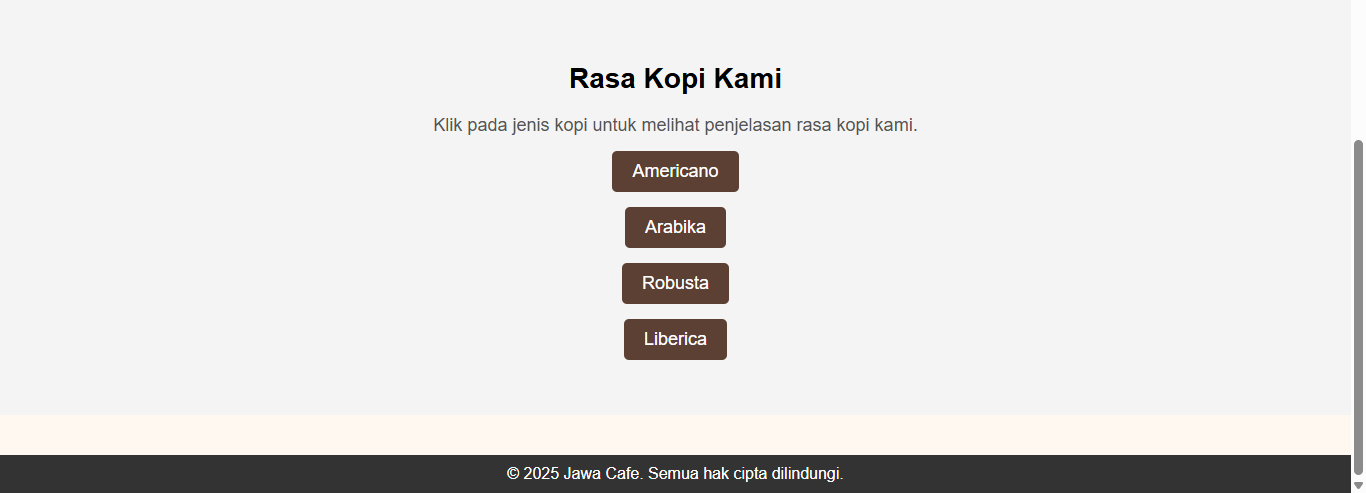 Rasa Kopi Kami
Klik pada jenis kopi untuk melihat penjelasan rasa kopi kami.
Americano
Arabika
Robusta
Liberica
© 2025 Jawa Cafe. Semua hak cipta dilindungi.